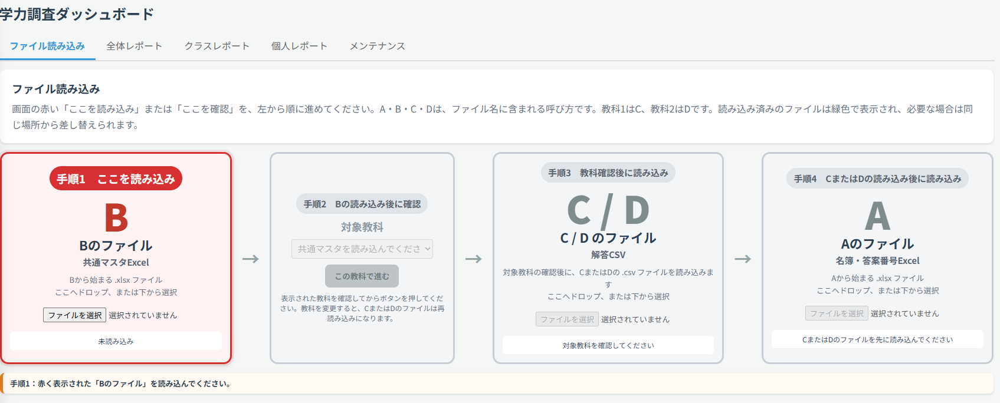 学力調査ダッシュボード
ファイル読み込み 全体レポート クラスレポート 個人レポート メンテナンス
ファイル読み込み
画面の赤い「ここを読み込み」または「ここを確認」を、左から順に進めてください。A・B・C・Dは、ファイル名に含まれる呼び方です。教科1はC、教科2はDです。読み込み済みのファイルは緑色で表示され、必要な場合は同
じ場所から差し替えられます。
手順1　ここを読み込み
B
Bのファイル
共通マスタExcel
Bから始まる .xlsx ファイル
ここへドロップ、または下から選択
ファイルを選択 選択されていません
未読み込み
→
手順2　Bの読み込み後に確認
対象教科
共通マスタを読み込んでくださ
この教科で進む
表示された教科を確認してからボタンを押してくだ
さい。教科を変更すると、CまたはDのファイルは再
読み込みになります。
→
手順3　教科確認後に読み込み
C / D
C / D のファイル
解答CSV
対象教科の確認後に、CまたはDの .csv ファイルを読み込みま
す
ここへドロップ、または下から選択
ファイルを選択 選択されていません
対象教科を確認してください
→
手順4　CまたはDの読み込み後に読み込み
A
Aのファイル
名簿・答案番号Excel
Aから始まる .xlsx ファイル
ここへドロップ、または下から選択
ファイルを選択 選択されていません
CまたはDのファイルを先に読み込んでください
手順1：赤く表示された「Bのファイル」を読み込んでください。